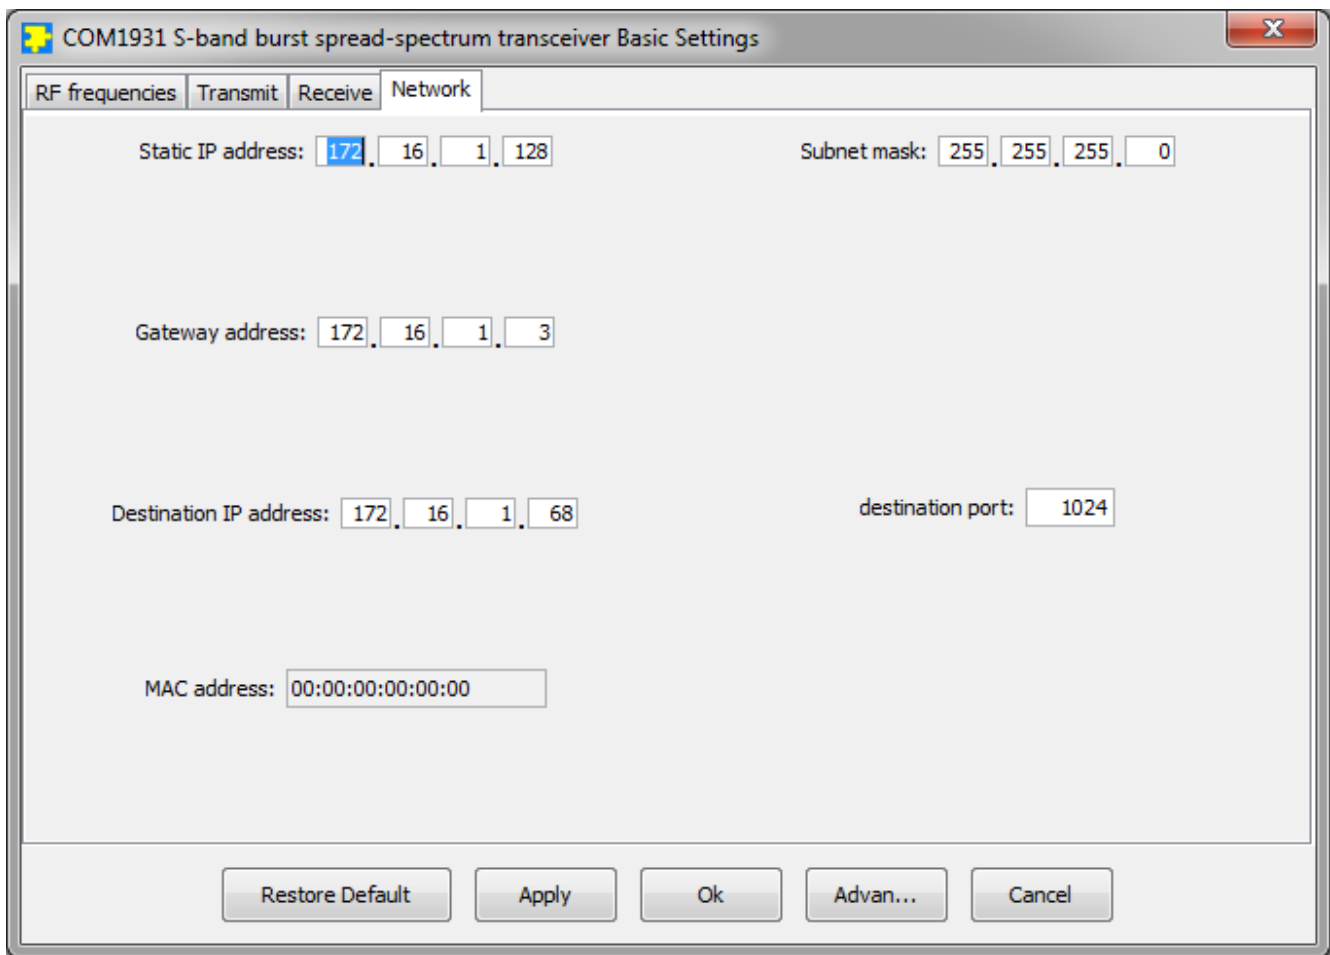 COM1931 S-band burst spread-spectrum transceiver Basic Settings
RF frequencies Transmit Receive Network
Static IP address: 172. 16. 1. 128 Subnet mask: 255. 255. 255. 0
Gateway address: 172. 16. 1. 3
Destination IP address: 172. 16. 1. 68 destination port: 1024
MAC address: 00:00:00:00:00:00
Restore Default Apply Ok Advan... Cancel